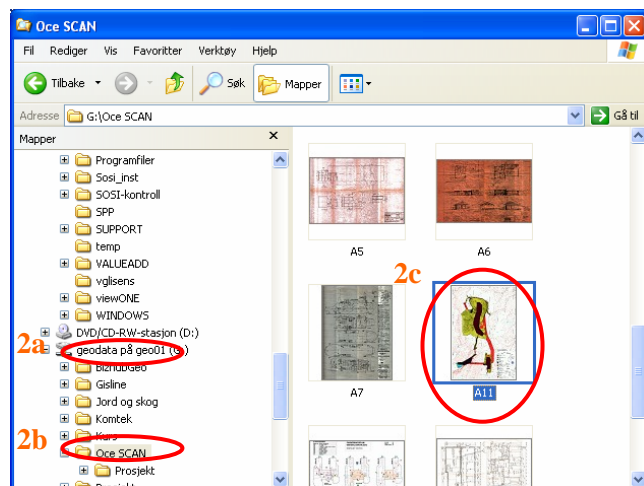 Oce SCAN
Fil Rediger Vis Favoritter Verktøy Hjelp
Tilbake Søk Mapper
Adresse G:\Oce SCAN Gå til
Mapper
Programfiler
Sosi_inst
SOSI-kontroll
SPP
SUPPORT
temp
VALUEADD
vglisens
viewONE
WINDOWS
DVD/CD-RW-stasjon (D:)
2a
geodata på geo01 (G:)
BiznubGeo
Gisline
Jord og skog
Komtek
Kurs
2b
Oce SCAN
Prosjekt
A5 A6
2c
A7 A11